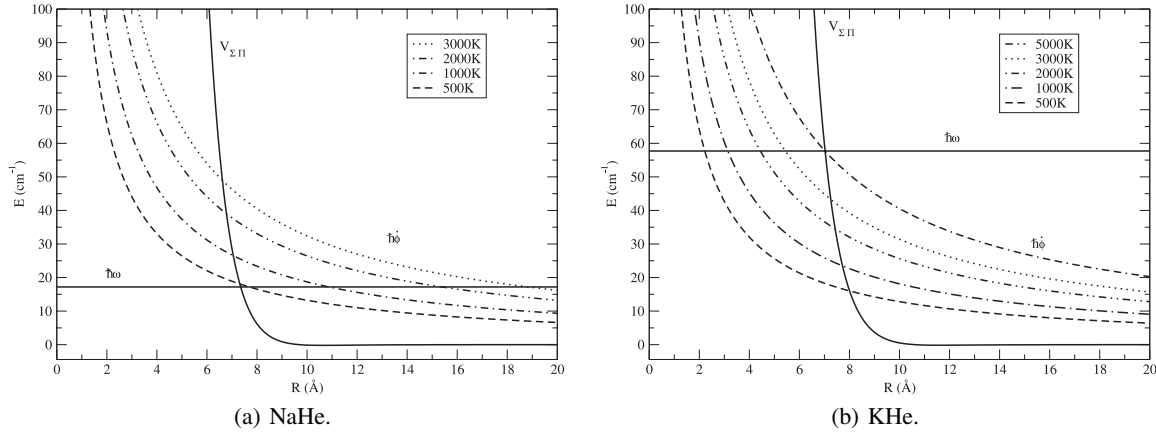 100
90
80
70
60
50
40
30
20
10
0
E (cm⁻¹)
V_{Σ Π}
3000K
2000K
1000K
500K
ħω
ħφ̇
0 2 4 6 8 10 12 14 16 18 20
R (Å)
(a) NaHe.
100
90
80
70
60
50
40
30
20
10
0
E (cm⁻¹)
V_{Σ Π}
5000K
3000K
2000K
1000K
500K
ħω
ħφ̇
0 2 4 6 8 10 12 14 16 18 20
R (Å)
(b) KHe.